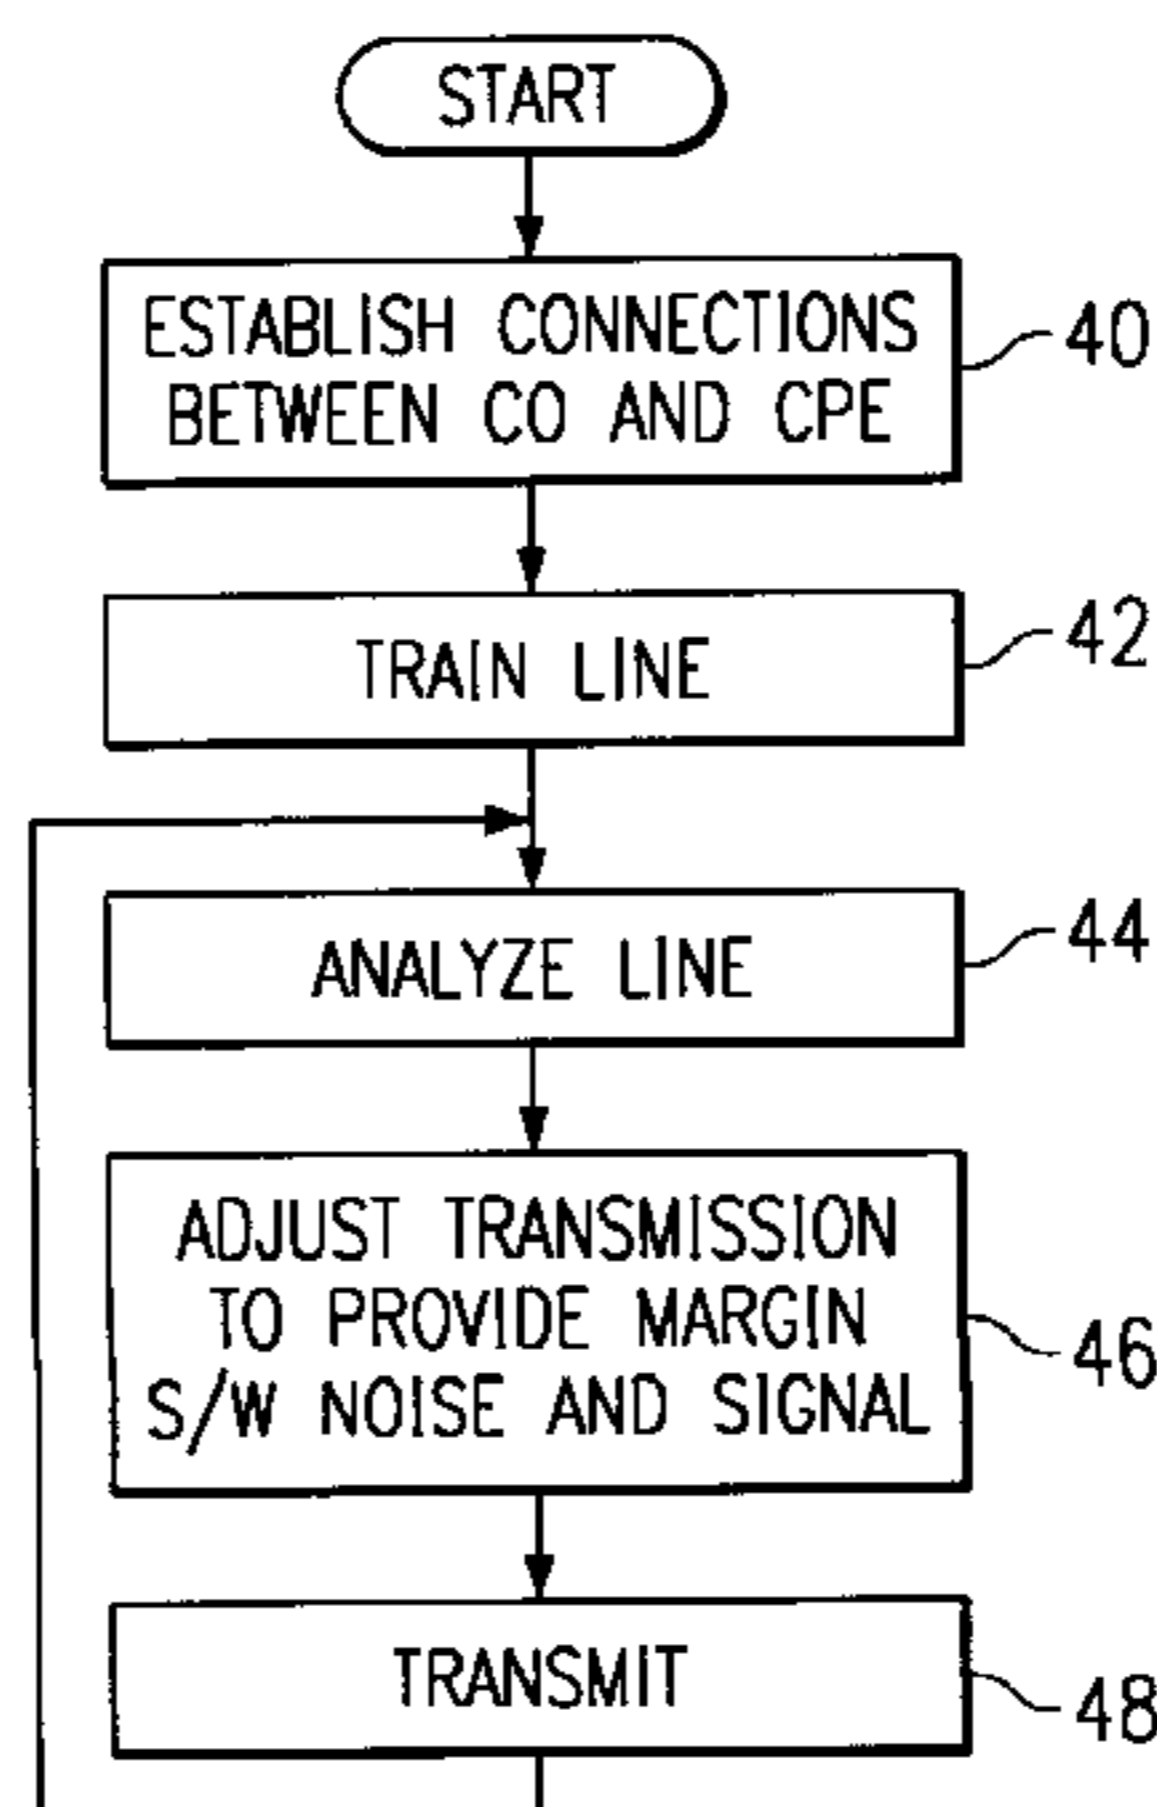 START
ESTABLISH CONNECTIONS
BETWEEN CO AND CPE
40
TRAIN LINE
42
ANALYZE LINE
44
ADJUST TRANSMISSION
TO PROVIDE MARGIN
S/W NOISE AND SIGNAL
46
TRANSMIT
48